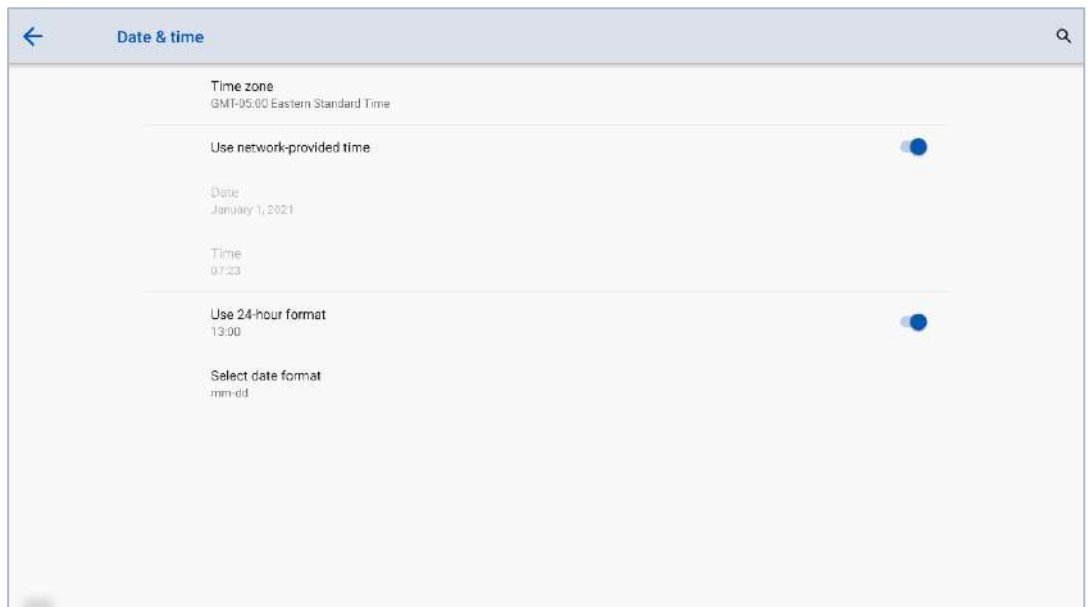 Date & time
Time zone
GMT-05:00 Eastern Standard Time
Use network-provided time
Date
January 1, 2021
Time
07:23
Use 24-hour format
13:00
Select date format
mm-dd